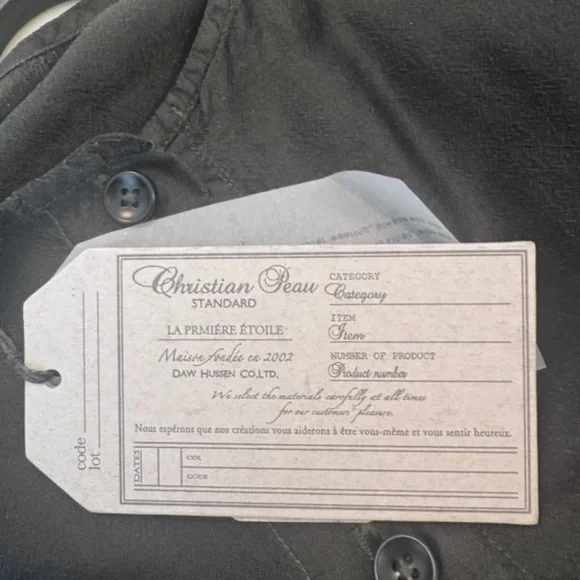 Christian Peau
STANDARD
LA PRMIÉRE ÉTOILE
Maison fondée en 2002
DAW HUSSEN CO.LTD.
CATEGORY
Category
ITEM
Item
NUMBER OF PRODUCT
Product number
We select the materials carefully at all times
for our customers' pleasure.
Nous espérons que nos créations vous aiderons à être vous-même et vous sentir heureux.
DATES
COL
CODE
code
lot